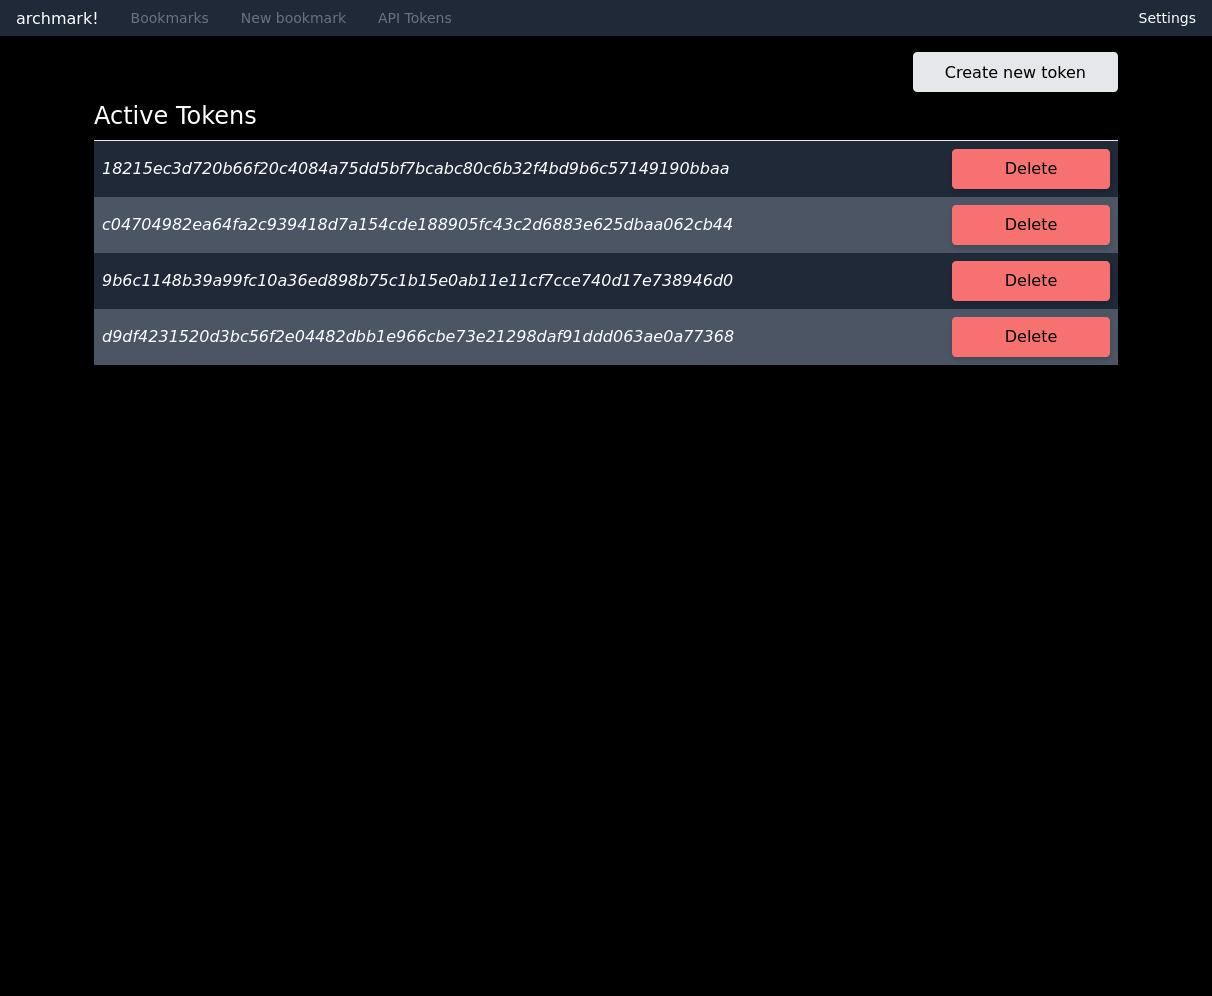 archmark! Bookmarks New bookmark API Tokens Settings
Create new token
Active Tokens
18215ec3d720b66f20c4084a75dd5bf7bcabc80c6b32f4bd9b6c57149190bbaa Delete
c04704982ea64fa2c939418d7a154cde188905fc43c2d6883e625dbaa062cb44 Delete
9b6c1148b39a99fc10a36ed898b75c1b15e0ab11e11cf7cce740d17e738946d0 Delete
d9df4231520d3bc56f2e04482dbb1e966cbe73e21298daf91ddd063ae0a77368 Delete